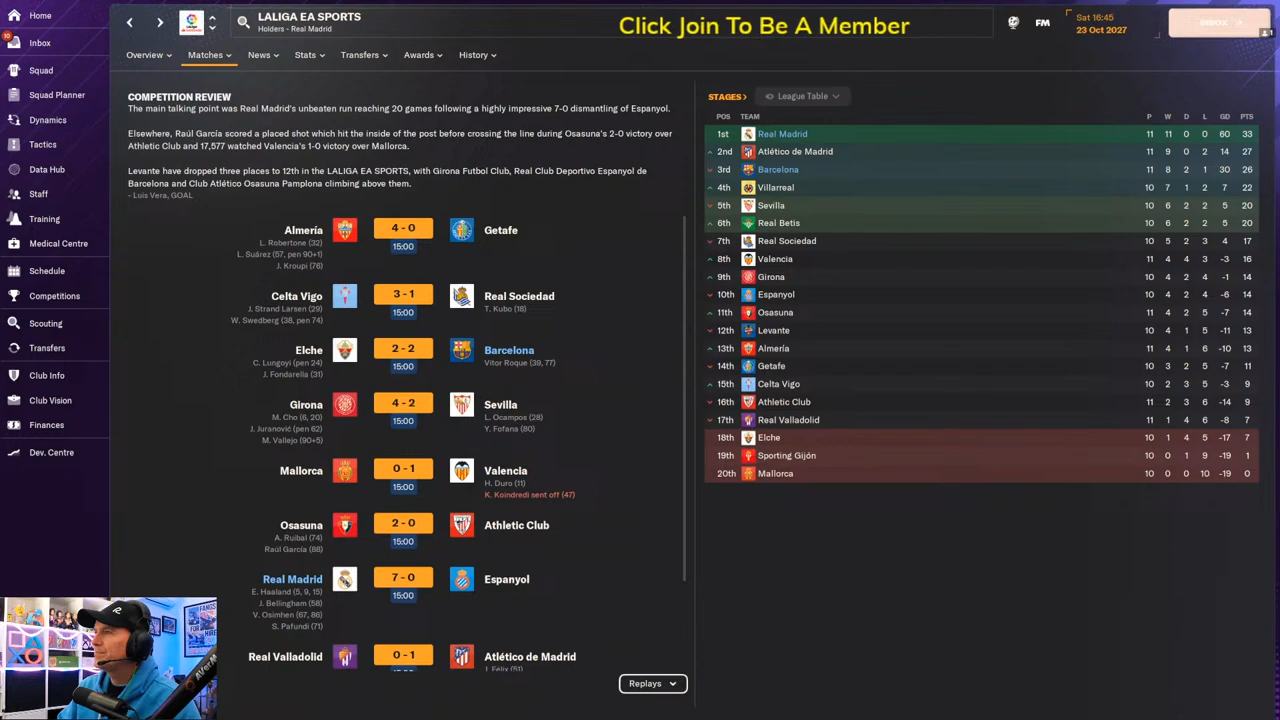 Home
10
Inbox
Squad
Squad Planner
Dynamics
Tactics
Data Hub
Staff
Training
Medical Centre
Schedule
Competitions
Scouting
Transfers
Club Info
Club Vision
Finances
Dev. Centre
LALIGA EA SPORTS
Holders - Real Madrid
Click Join To Be A Member
FM
Sat 16:45
23 Oct 2027
INBOX
1
Overview
Matches
News
Stats
Transfers
Awards
History
COMPETITION REVIEW
The main talking point was Real Madrid's unbeaten run reaching 20 games following a highly impressive 7-0 dismantling of Espanyol.
Elsewhere, Raúl García scored a placed shot which hit the inside of the post before crossing the line during Osasuna's 2-0 victory over
Athletic Club and 17,577 watched Valencia's 1-0 victory over Mallorca.
Levante have dropped three places to 12th in the LALIGA EA SPORTS, with Girona Futbol Club, Real Club Deportivo Espanyol de
Barcelona and Club Atlético Osasuna Pamplona climbing above them.
- Luis Vera, GOAL
Almería 4 - 0 Getafe
L. Robertone (32) 15:00
L. Suárez (57, pen 90+1)
J. Kroupi (76)
Celta Vigo 3 - 1 Real Sociedad
J. Strand Larsen (29) 15:00 T. Kubo (18)
W. Swedberg (38, pen 74)
Elche 2 - 2 Barcelona
C. Lungoyi (pen 24) 15:00 Vitor Roque (39, 77)
J. Fondarella (31)
Girona 4 - 2 Sevilla
M. Cho (6, 20) 15:00 L. Ocampos (28)
J. Juranović (pen 62) Y. Fofana (80)
M. Vallejo (90+5)
Mallorca 0 - 1 Valencia
15:00 H. Duro (11)
K. Koindredi sent off (47)
Osasuna 2 - 0 Athletic Club
A. Ruibal (74) 15:00
Raúl García (88)
Real Madrid 7 - 0 Espanyol
E. Haaland (5, 9, 15) 15:00
J. Bellingham (58)
V. Osimhen (67, 86)
S. Pafundi (71)
Real Valladolid 0 - 1 Atlético de Madrid
J. Félix (51)
Replays
STAGES>
League Table
POS TEAM P W D L GD PTS
1st Real Madrid 11 11 0 0 60 33
2nd Atlético de Madrid 11 9 0 2 14 27
3rd Barcelona 11 8 2 1 30 26
4th Villarreal 10 7 1 2 7 22
5th Sevilla 10 6 2 2 5 20
6th Real Betis 10 6 2 2 5 20
7th Real Sociedad 10 5 2 3 4 17
8th Valencia 11 4 4 3 -3 16
9th Girona 10 4 2 4 -1 14
10th Espanyol 10 4 2 4 -6 14
11th Osasuna 11 4 2 5 -7 14
12th Levante 10 4 1 5 -11 13
13th Almería 11 4 1 6 -10 13
14th Getafe 10 3 2 5 -7 11
15th Celta Vigo 10 2 3 5 -3 9
16th Athletic Club 11 2 3 6 -14 9
17th Real Valladolid 11 1 4 6 -8 7
18th Elche 10 1 4 5 -17 7
19th Sporting Gijón 10 0 1 9 -19 1
20th Mallorca 10 0 0 10 -19 0
FANGS
FOR
HIRE
AVerM